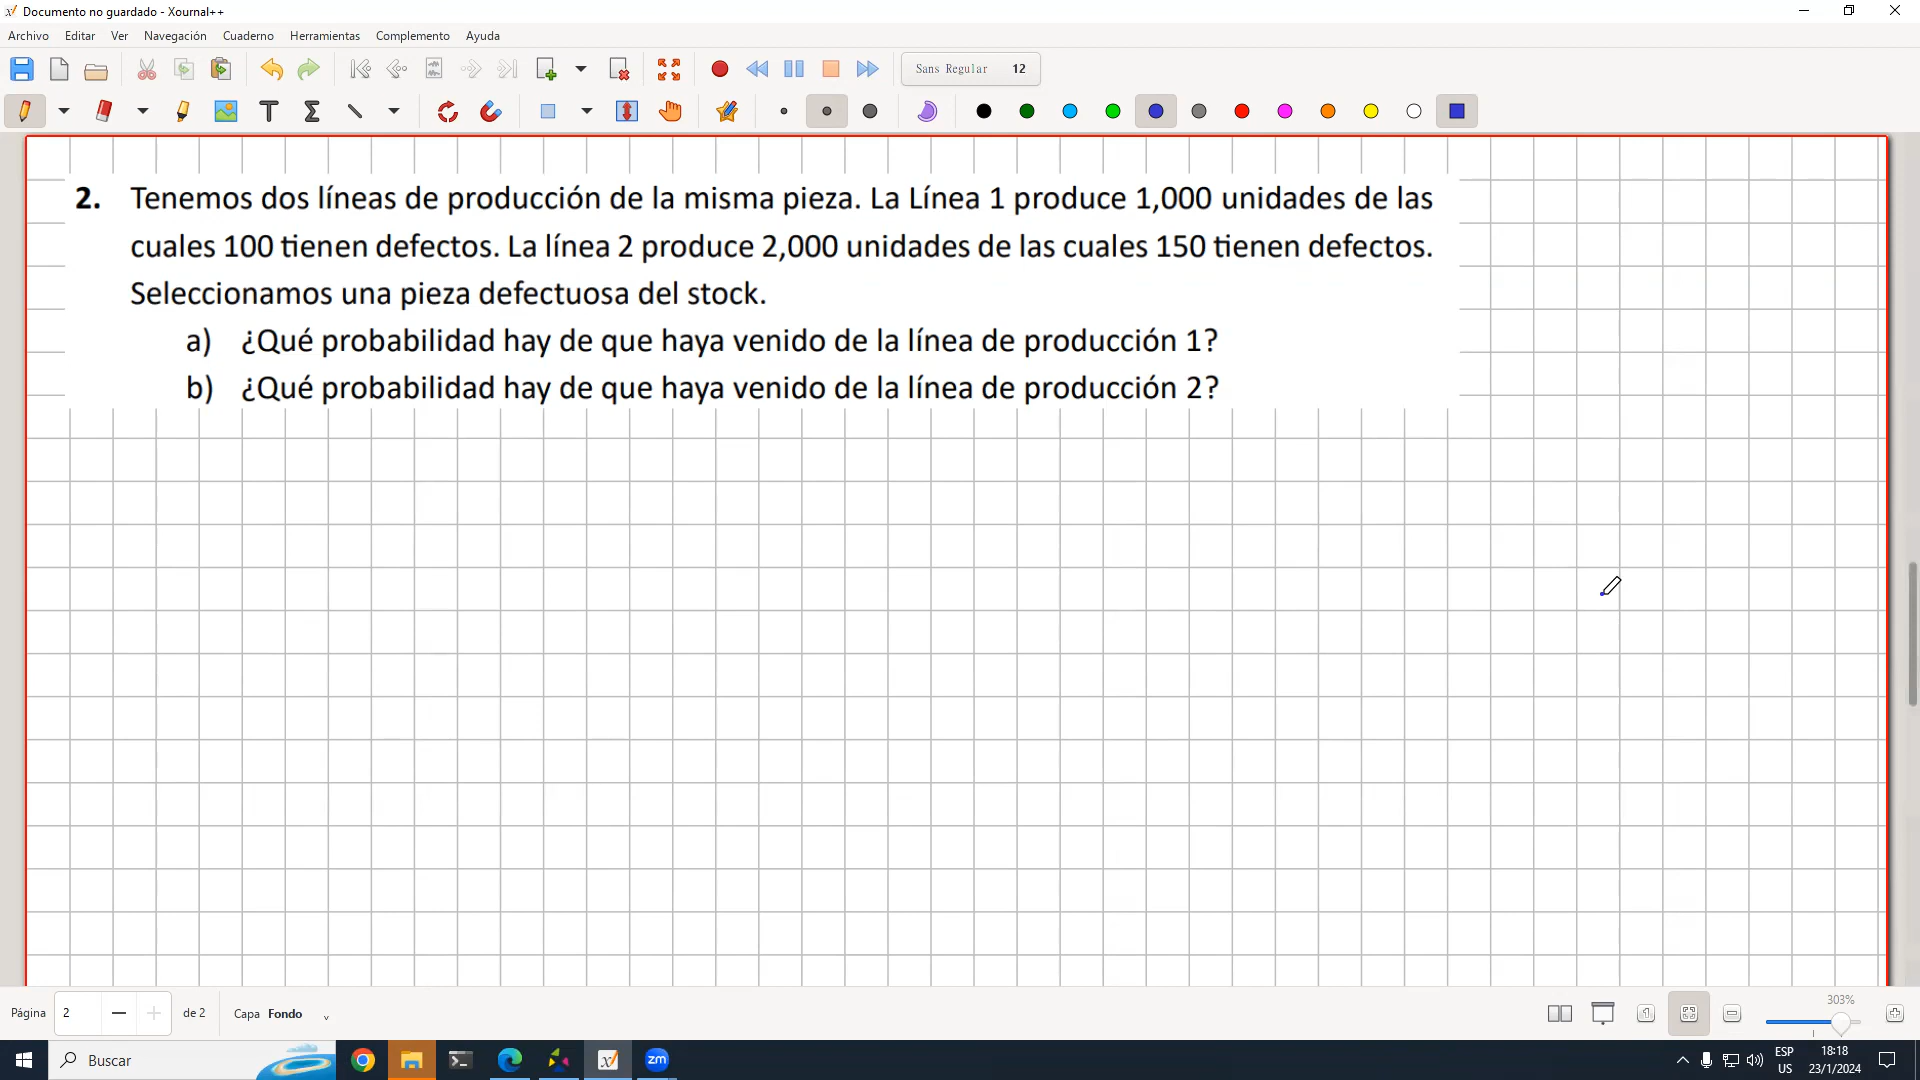 Documento no guardado - Xournal++
Archivo Editar Ver Navegación Cuaderno Herramientas Complemento Ayuda
Sans Regular 12
2. Tenemos dos líneas de producción de la misma pieza. La Línea 1 produce 1,000 unidades de las
cuales 100 tienen defectos. La línea 2 produce 2,000 unidades de las cuales 150 tienen defectos.
Seleccionamos una pieza defectuosa del stock.
a) ¿Qué probabilidad hay de que haya venido de la línea de producción 1?
b) ¿Qué probabilidad hay de que haya venido de la línea de producción 2?
Página 2 de 2 Capa Fondo 303%
Buscar zm ESP US 18:18 23/1/2024